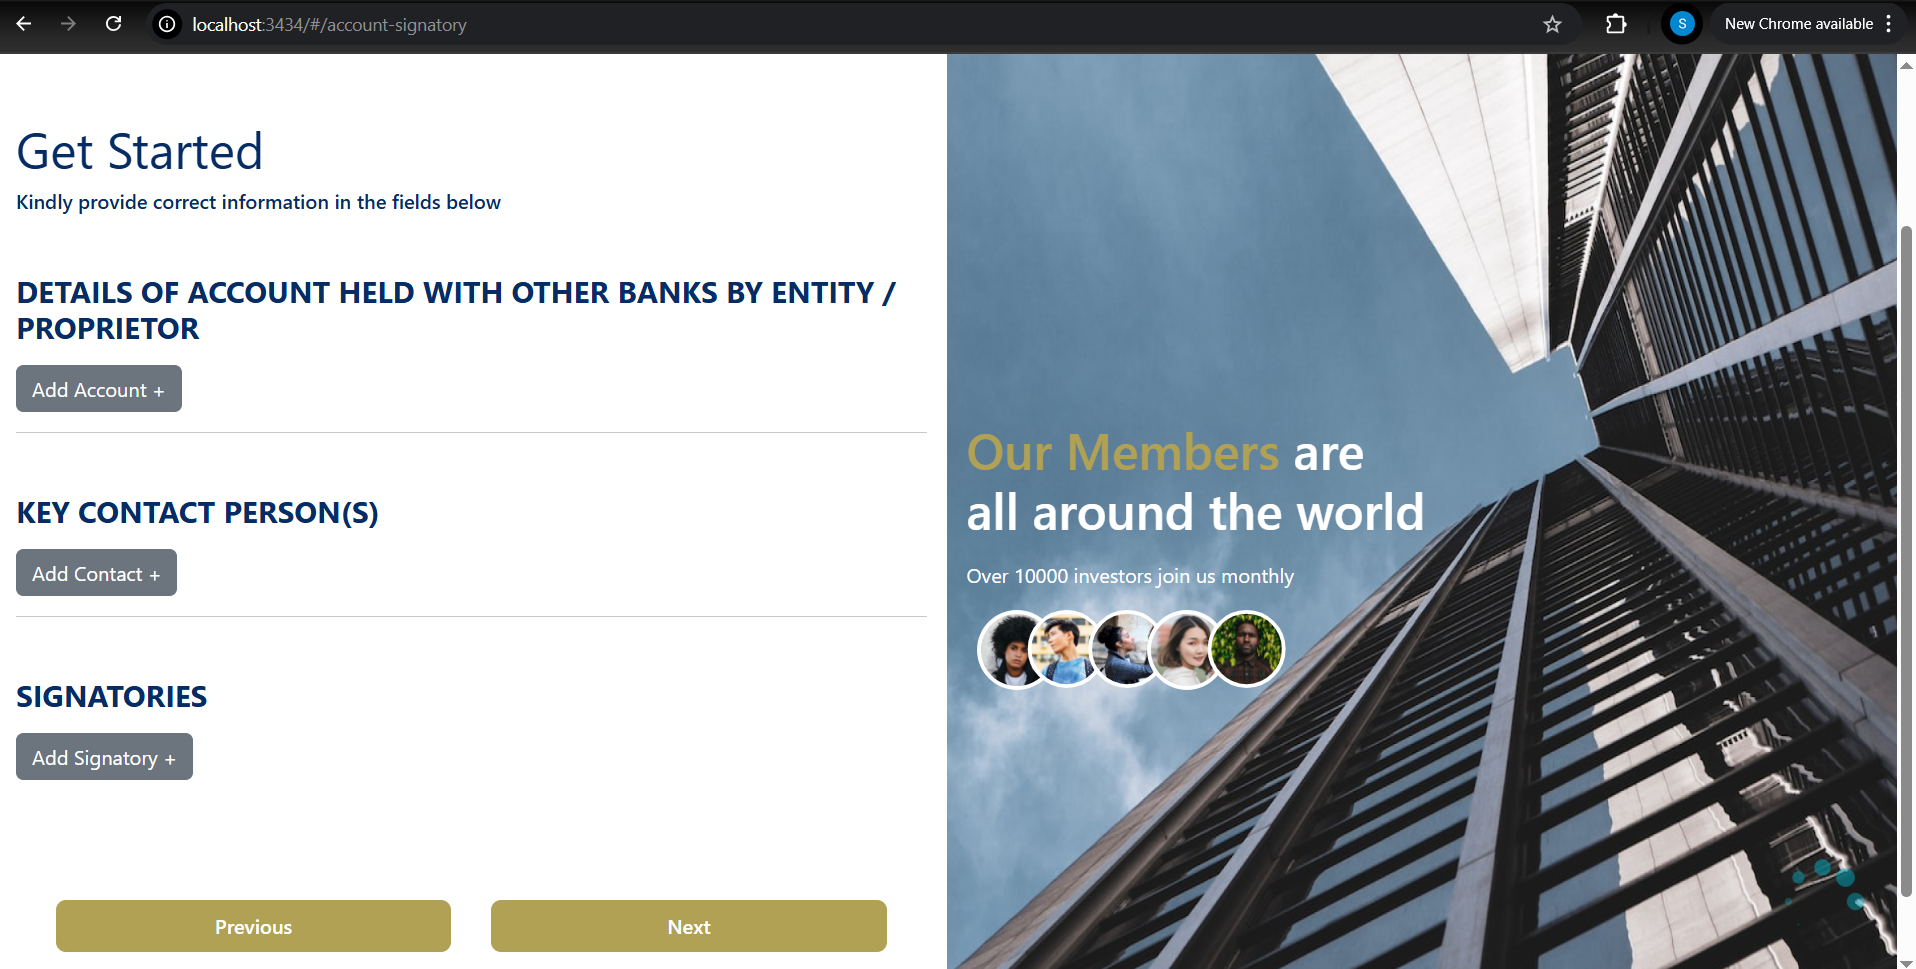 localhost:3434/#/account-signatory
S
New Chrome available
Get Started
Kindly provide correct information in the fields below
DETAILS OF ACCOUNT HELD WITH OTHER BANKS BY ENTITY /
PROPRIETOR
Add Account +
KEY CONTACT PERSON(S)
Add Contact +
SIGNATORIES
Add Signatory +
Previous
Next
Our Members are
all around the world
Over 10000 investors join us monthly